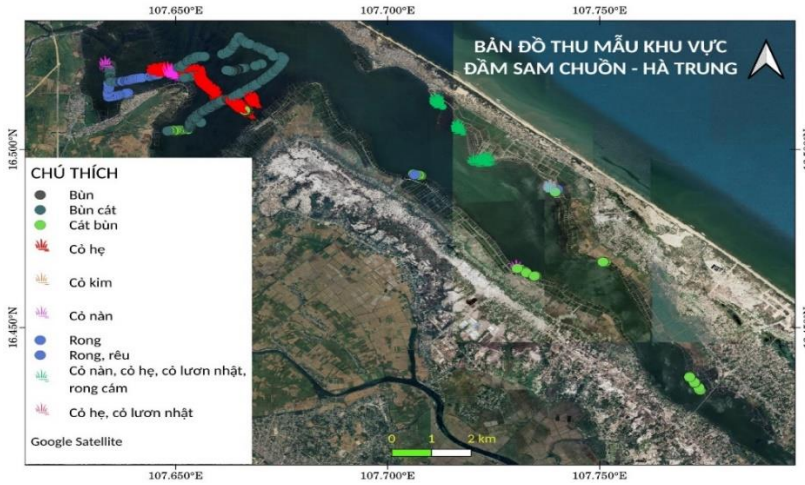 107.650°E 107.700°E 107.750°E
BẢN ĐỒ THU MẪU KHU VỰC
ĐẦM SAM CHUỒN - HÀ TRUNG
16.500°N
CHÚ THÍCH
Bùn
Bùn cát
Cát bùn
Cỏ hẹ
Cỏ kim
Cỏ nàn
Rong
Rong, rêu
Cỏ nàn, cỏ hẹ, cỏ lươn nhật,
rong cám
Cỏ hẹ, cỏ lươn nhật
Google Satellite
16.450°N
16.450°N
0 1 2 km
107.650°E 107.700°E 107.750°E